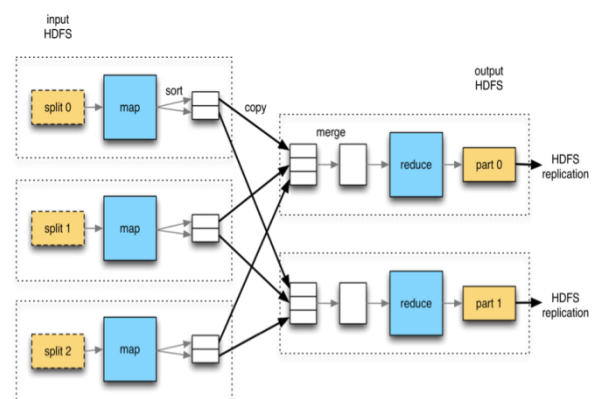 input
HDFS
split 0
map
sort
copy
output
HDFS
merge
reduce
part 0
HDFS
replication
split 1
map
reduce
part 1
HDFS
replication
split 2
map